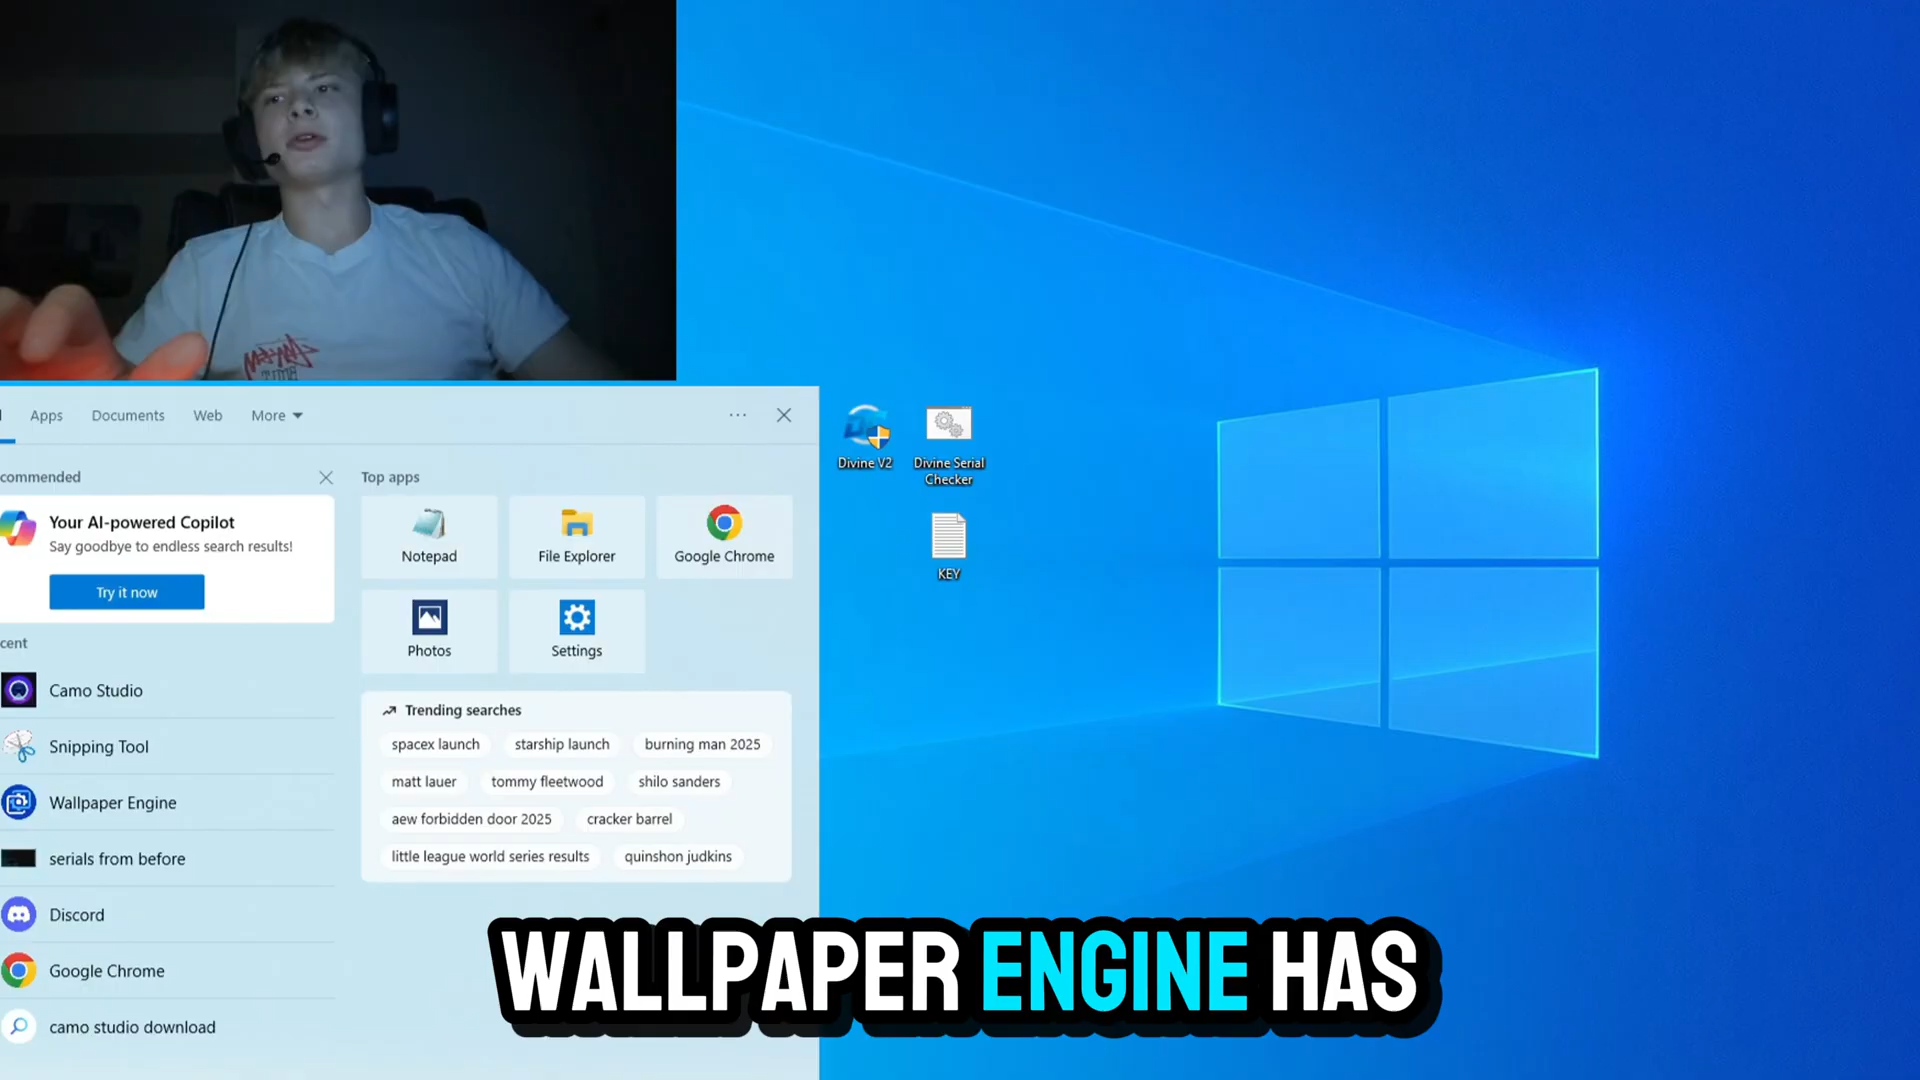 Apps Documents Web More
commended
Your AI-powered Copilot
Say goodbye to endless search results!
Try it now
cent
Camo Studio
Snipping Tool
Wallpaper Engine
serials from before
Discord
Google Chrome
camo studio download
Top apps
Notepad
File Explorer
Google Chrome
Photos
Settings
Trending searches
spacex launch
starship launch
burning man 2025
matt lauer
tommy fleetwood
shilo sanders
aew forbidden door 2025
cracker barrel
little league world series results
quinshon judkins
Divine V2
Divine Serial
Checker
KEY
WALLPAPER ENGINE HAS